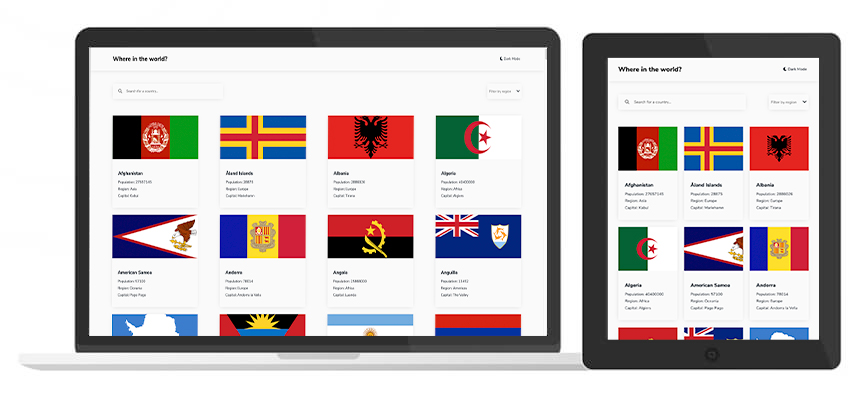 Where in the world?
Dark Mode
Search for a country...
Filter by region
Afghanistan
Population: 27657145
Region: Asia
Capital: Kabul
Åland Islands
Population: 28875
Region: Europe
Capital: Mariehamn
Albania
Population: 2886026
Region: Europe
Capital: Tirana
Algeria
Population: 40400000
Region: Africa
Capital: Algiers
American Samoa
Population: 57100
Region: Oceania
Capital: Pago Pago
Andorra
Population: 78014
Region: Europe
Capital: Andorra la Vella
Angola
Population: 25868000
Region: Africa
Capital: Luanda
Anguilla
Population: 13452
Region: Americas
Capital: The Valley
Where in the world?
Dark Mode
Search for a country...
Filter by region
Afghanistan
Population: 27657145
Region: Asia
Capital: Kabul
Åland Islands
Population: 28875
Region: Europe
Capital: Mariehamn
Albania
Population: 2886026
Region: Europe
Capital: Tirana
Algeria
Population: 40400000
Region: Africa
Capital: Algiers
American Samoa
Population: 57100
Region: Oceania
Capital: Pago Pago
Andorra
Population: 78014
Region: Europe
Capital: Andorra la Vella